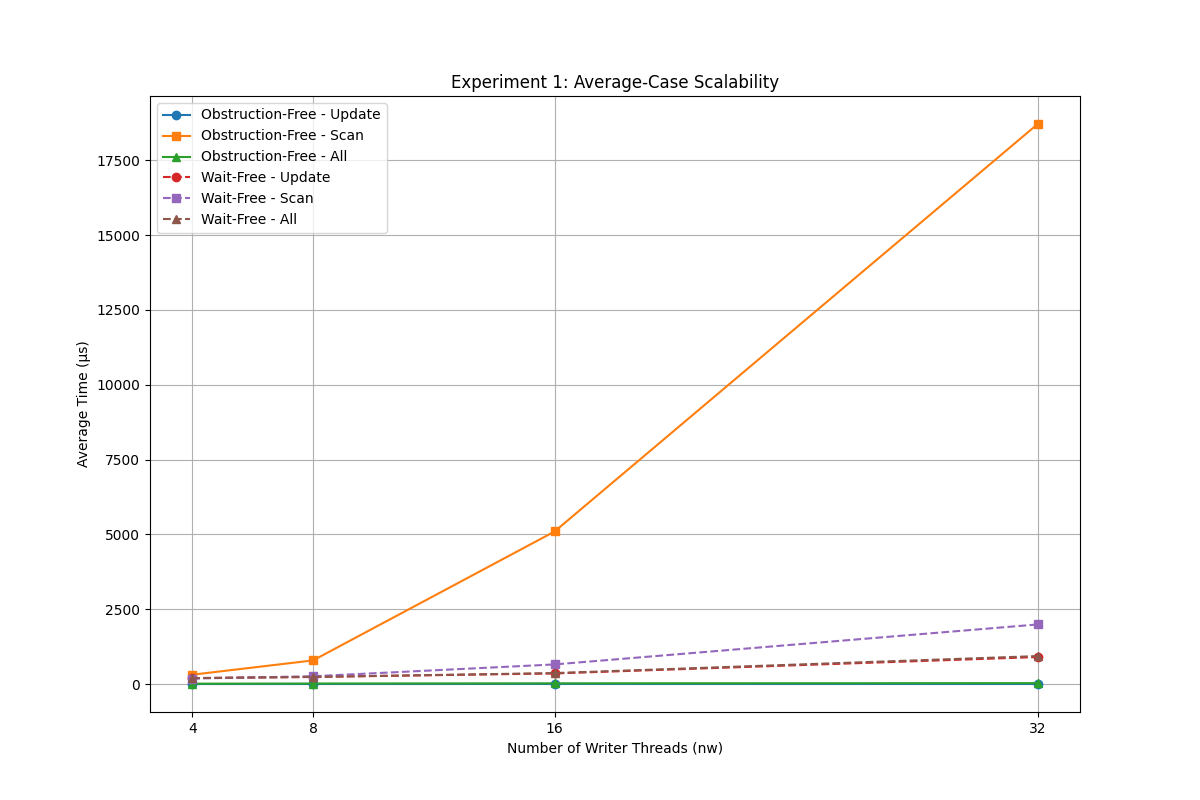 Experiment 1: Average-Case Scalability
Obstruction-Free - Update
Obstruction-Free - Scan
Obstruction-Free - All
Wait-Free - Update
Wait-Free - Scan
Wait-Free - All
17500
15000
12500
10000
7500
5000
2500
0
Average Time (µs)
4 8 16 32
Number of Writer Threads (nw)